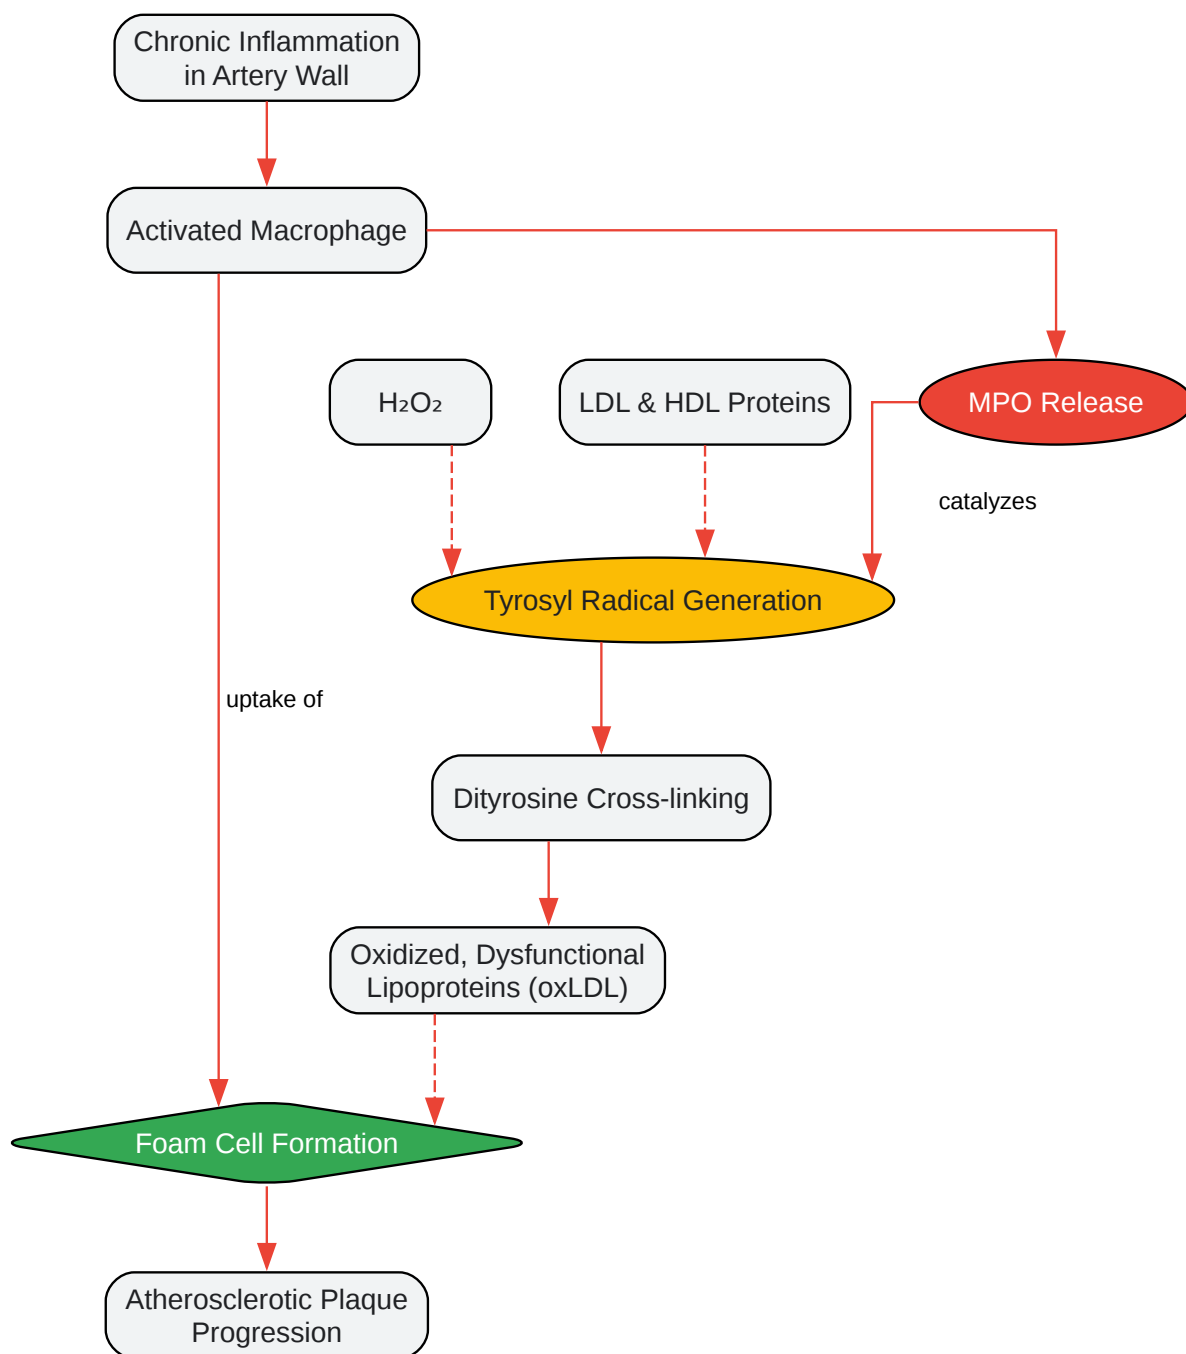 Chronic Inflammation
in Artery Wall
Activated Macrophage
H₂O₂
LDL & HDL Proteins
MPO Release
catalyzes
Tyrosyl Radical Generation
uptake of
Dityrosine Cross-linking
Oxidized, Dysfunctional
Lipoproteins (oxLDL)
Foam Cell Formation
Atherosclerotic Plaque
Progression